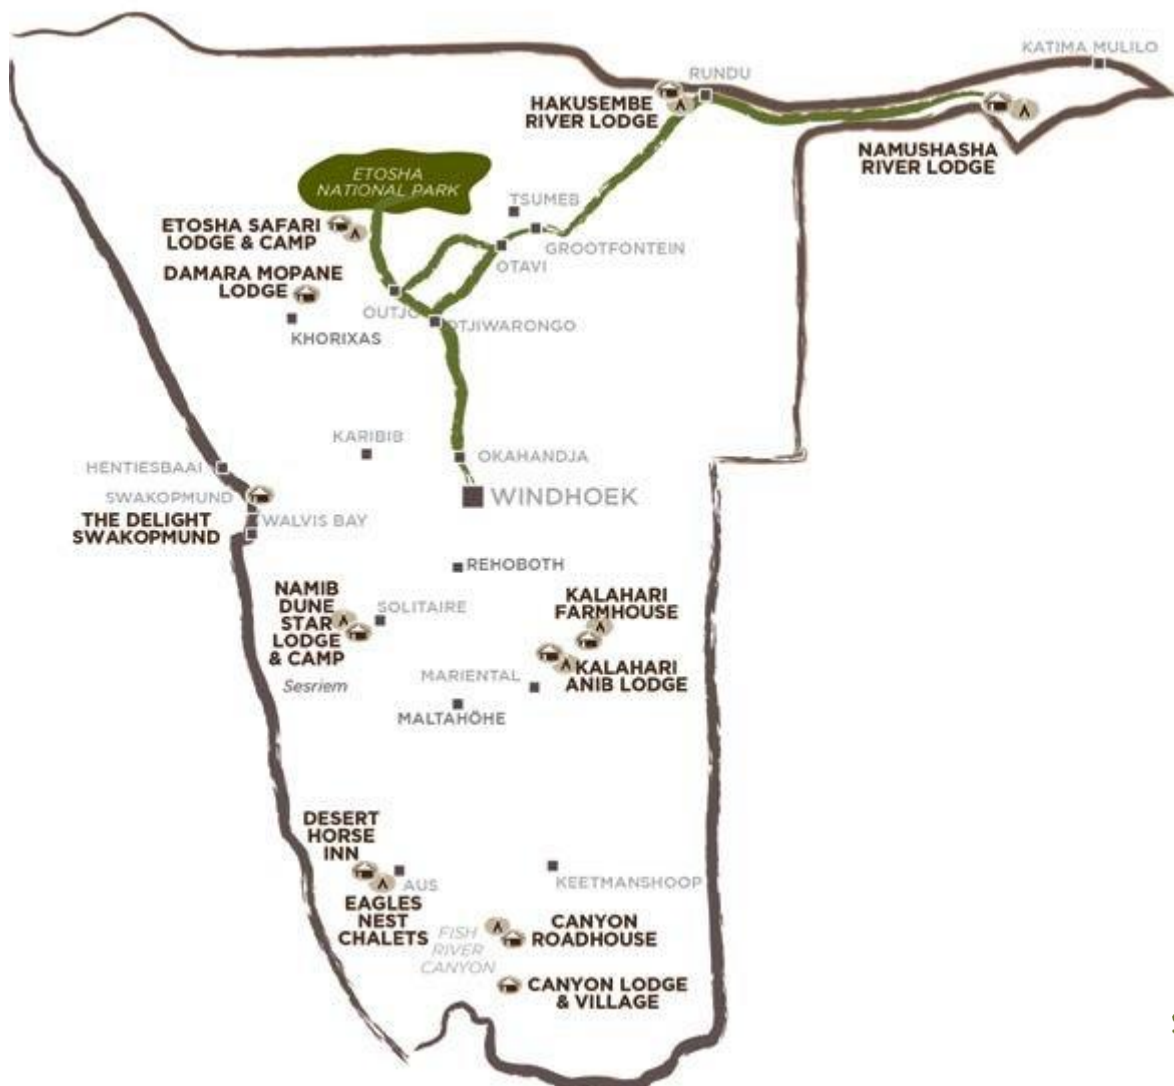 KATIMA MULILO
RUNDU
HAKUSEMBE
RIVER LODGE
NAMUSHASHA
RIVER LODGE
ETOSHA
NATIONAL PARK
TSUMEB
ETOSHA SAFARI
LODGE & CAMP
GROOTFONTEIN
OTAVI
DAMARA MOPANE
LODGE
OUTJO
OTJIWARONGO
KHORIXAS
KARIBIB
OKAHANDJA
HENTIESBAAI
SWAKOPMUND
WINDHOEK
THE DELIGHT
SWAKOPMUND
WALVIS BAY
REHOBOTH
NAMIB
DUNE
STAR
LODGE
& CAMP
SOLITAIRE
KALAHARI
FARMHOUSE
KALAHARI
ANIB LODGE
MARIENTAL
Sesriem
MALTAHÖHE
DESERT
HORSE
INN
AUS
KEETMANSHOOP
EAGLES
NEST
CHALETS
FISH
RIVER
CANYON
CANYON
ROADHOUSE
CANYON LODGE
& VILLAGE